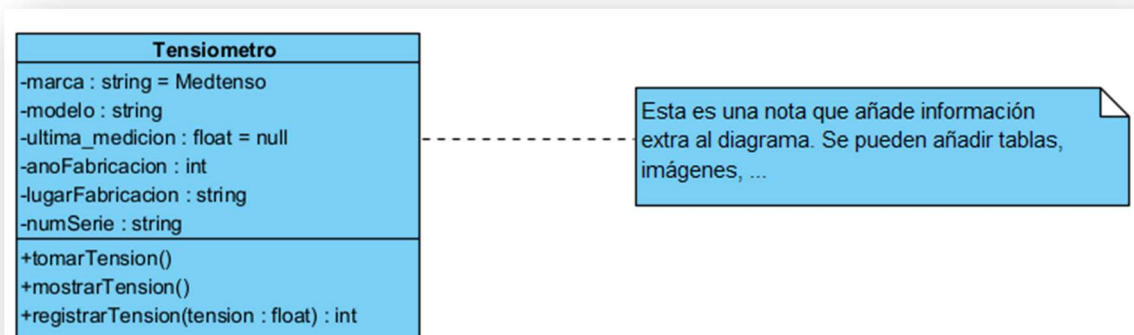 Tensiometro
-marca : string = Medtenso
-modelo : string
-ultima_medicion : float = null
-anoFabricacion : int
-lugarFabricacion : string
-numSerie : string
+tomarTension()
+mostrarTension()
+registrarTension(tension : float) : int
Esta es una nota que añade información
extra al diagrama. Se pueden añadir tablas,
imágenes, ...